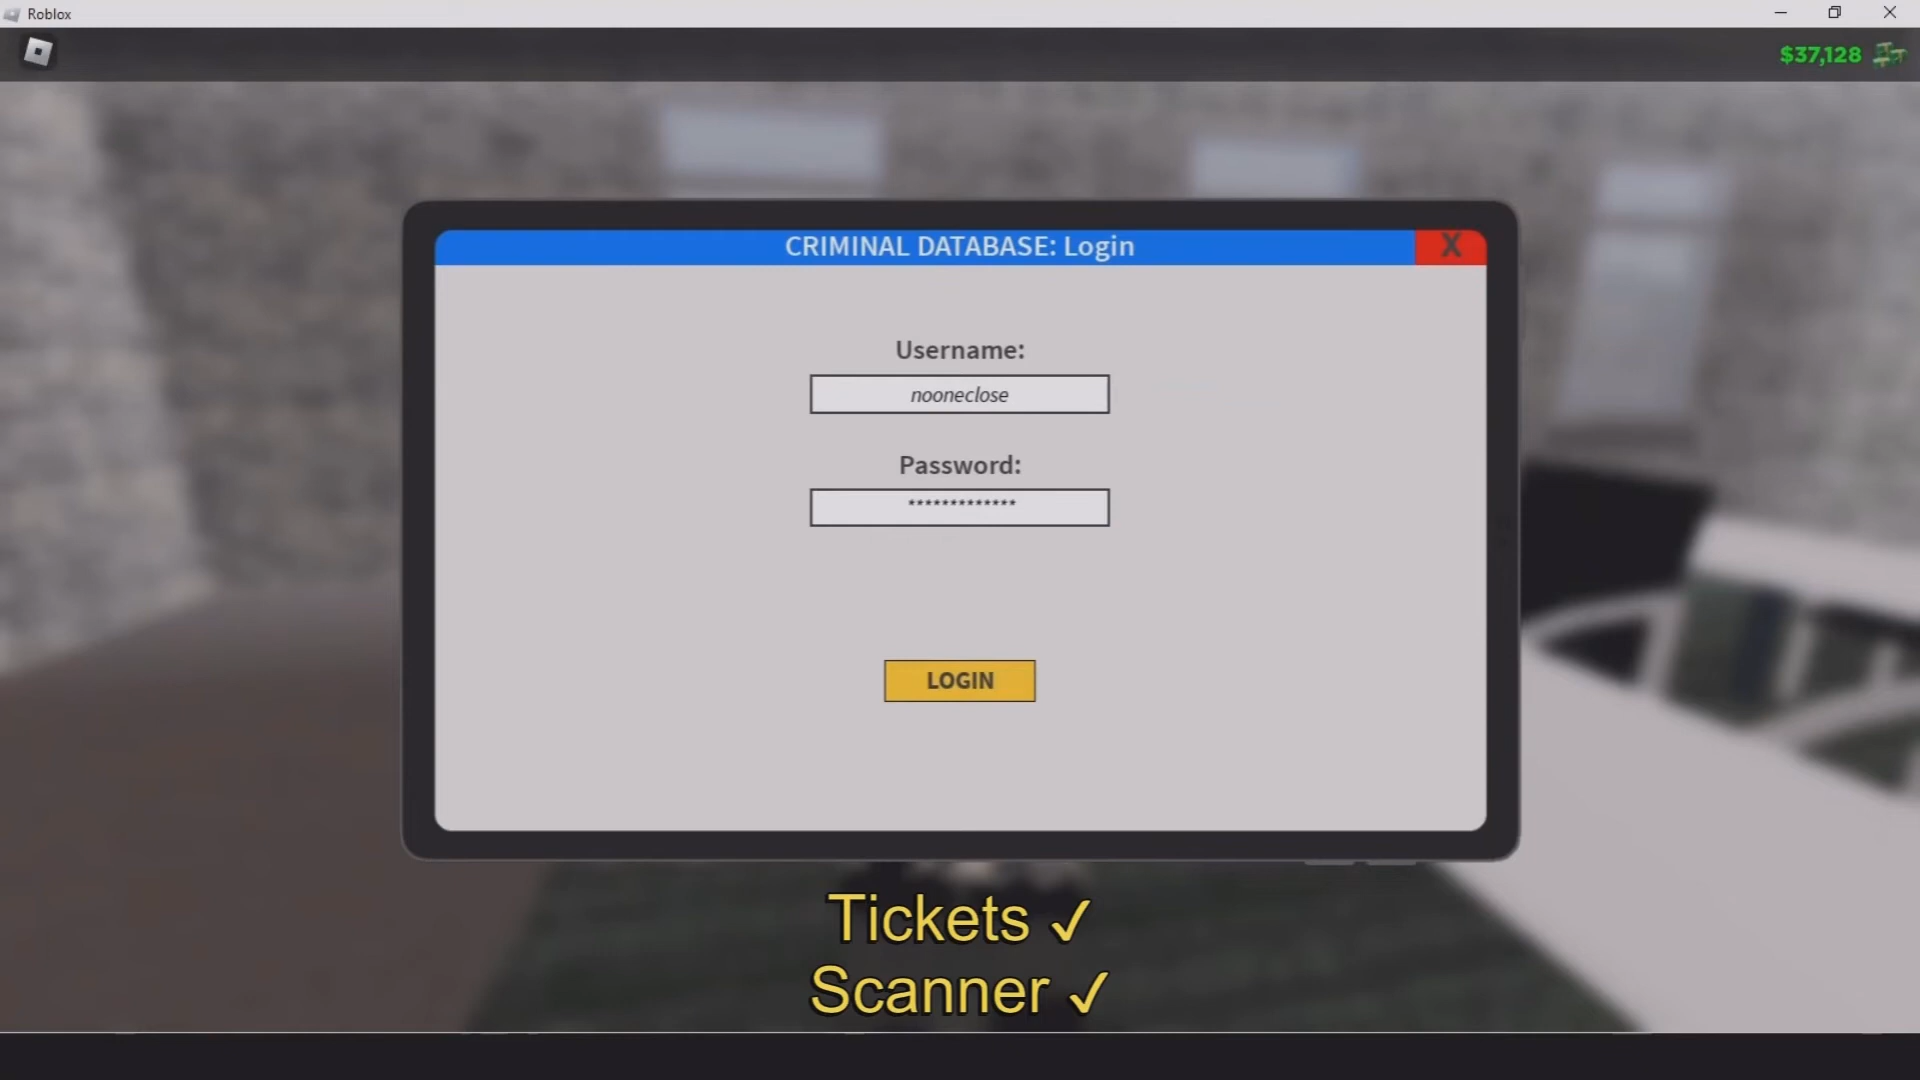 Roblox
$37,128
CRIMINAL DATABASE: Login
X
Username:
nooneclose
Password:
*************
LOGIN
Tickets ✓
Scanner ✓